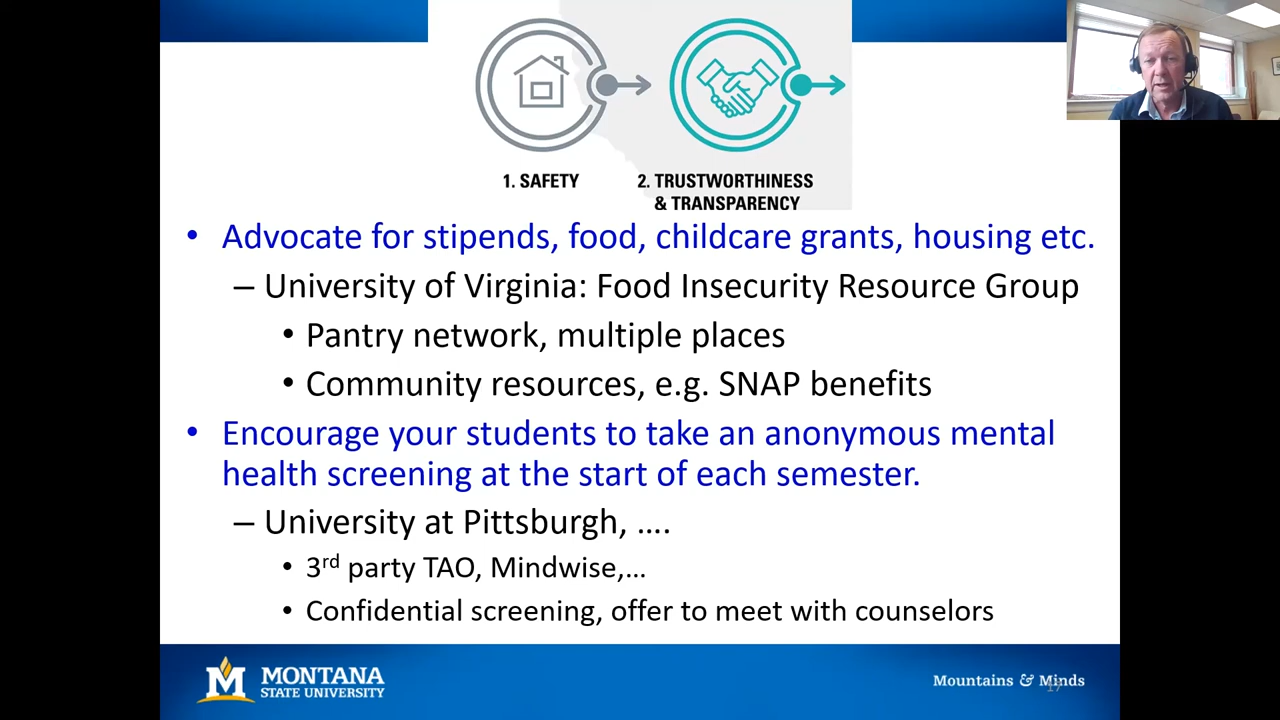 1. SAFETY
2. TRUSTWORTHINESS
& TRANSPARENCY
• Advocate for stipends, food, childcare grants, housing etc.
– University of Virginia: Food Insecurity Resource Group
• Pantry network, multiple places
• Community resources, e.g. SNAP benefits
• Encourage your students to take an anonymous mental
health screening at the start of each semester.
– University at Pittsburgh, ….
• 3rd party TAO, Mindwise,…
• Confidential screening, offer to meet with counselors
M MONTANA
STATE UNIVERSITY
Mountains & Minds
17